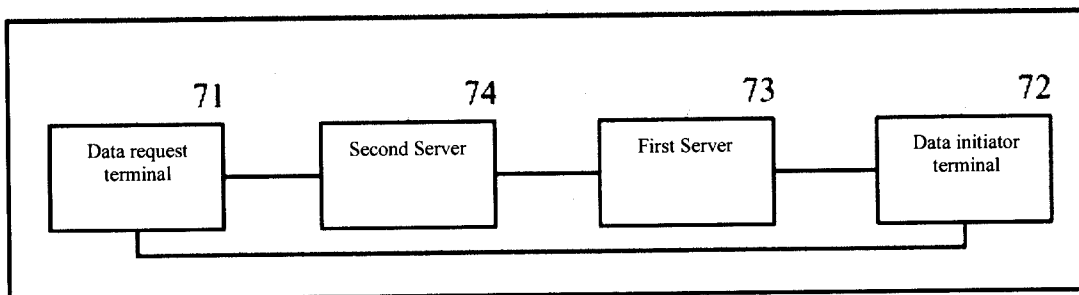 71
74
73
72
Data request
terminal
Second Server
First Server
Data initiator
terminal